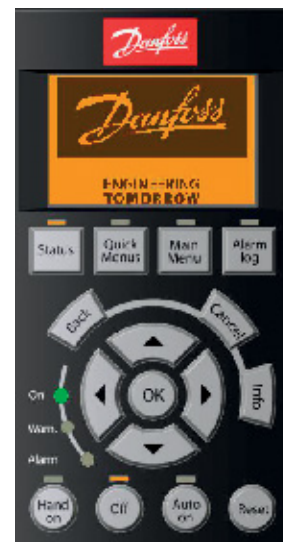 Danfoss
Danfoss
ENGINEERING
TOMORROW
Status
Quick
Menus
Main
Menu
Alarm
log
Back
Cancel
Info
OK
On
Warn.
Alarm
Hand
on
Off
Auto
on
Reset